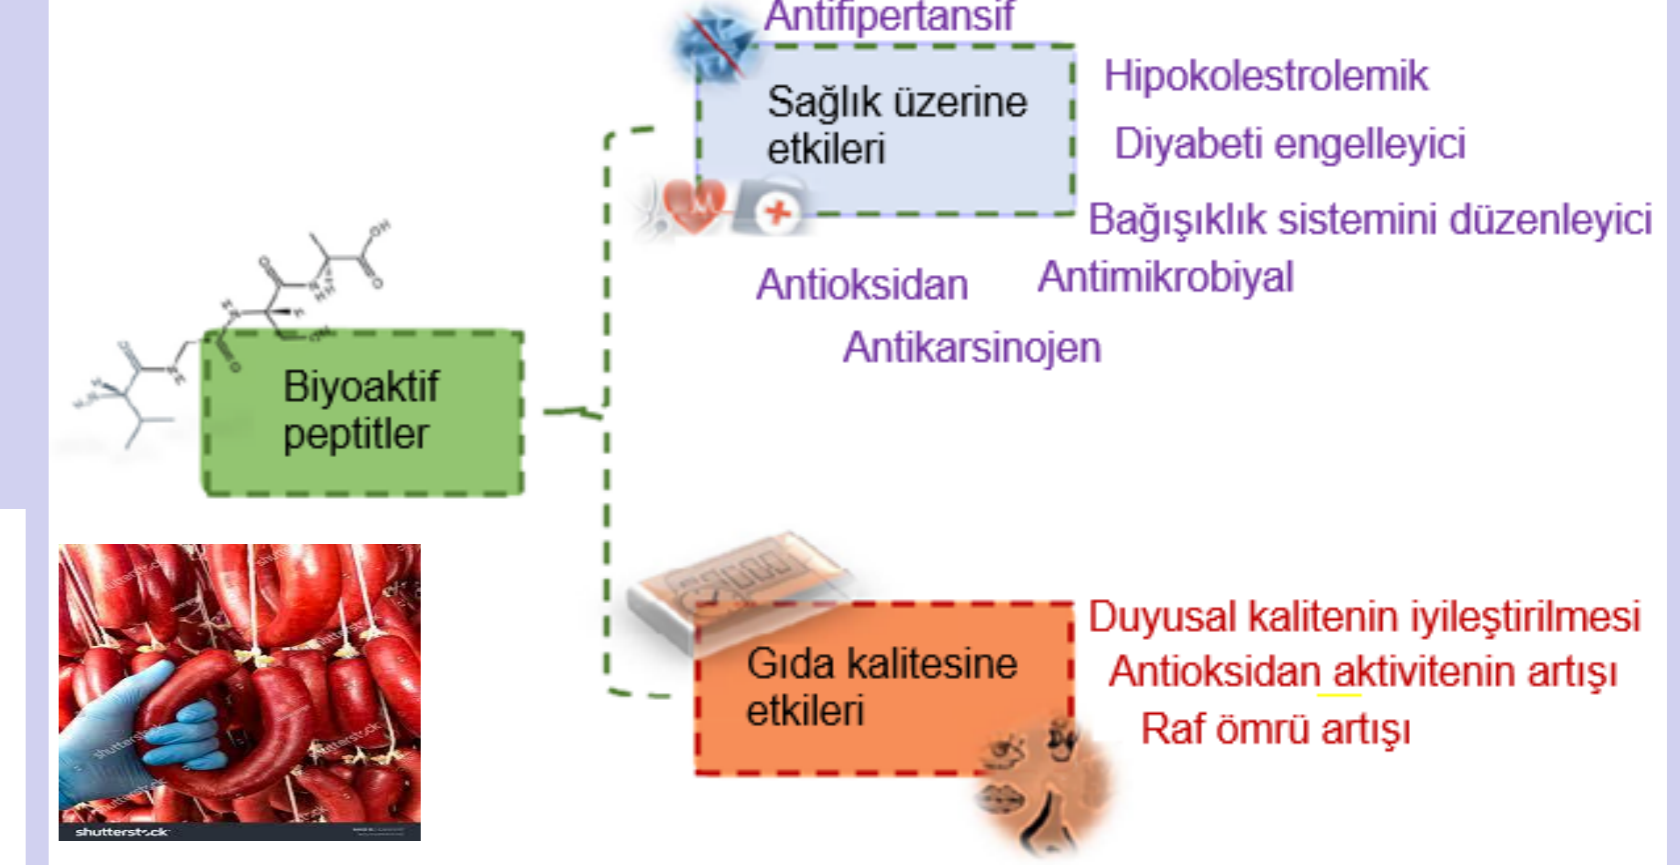 Antifipertansif
Sağlık üzerine
etkileri
Hipokolestrolemik
Diyabeti engelleyici
Bağışıklık sistemini düzenleyici
Antioksidan
Antimikrobiyal
Antikarsinojen
Biyoaktif
peptitler
Gıda kalitesine
etkileri
Duyusal kalitenin iyileştirilmesi
Antioksidan aktivitenin artışı
Raf ömrü artışı
shutterstock